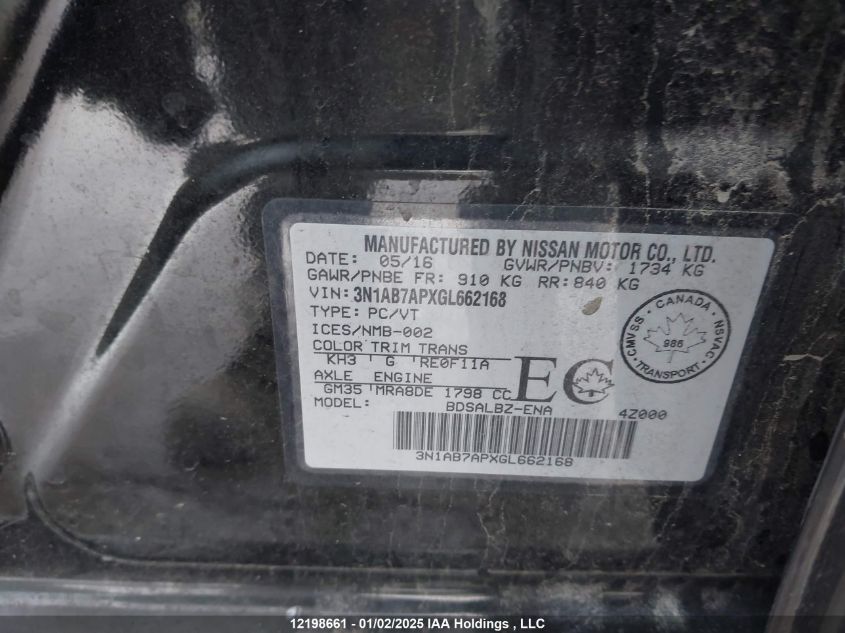 MANUFACTURED BY NISSAN MOTOR CO., LTD.
DATE: 05/16 GVWR/PNBV: 1734 KG
GAWR/PNBE FR: 910 KG RR: 840 KG
VIN: 3N1AB7APXGL662168
TYPE: PC/VT
ICES/NMB-002
COLOR TRIM TRANS
KH3 ' G ' RE0F11A
AXLE ENGINE
GM35 ' MRA8DE 1798 CC
EC
MODEL: BDSALBZ-ENA 4Z000
3N1AB7APXGL662168
CANADA
CMVSS • NSVAC
986
12198661 - 01/02/2025 IAA Holdings , LLC